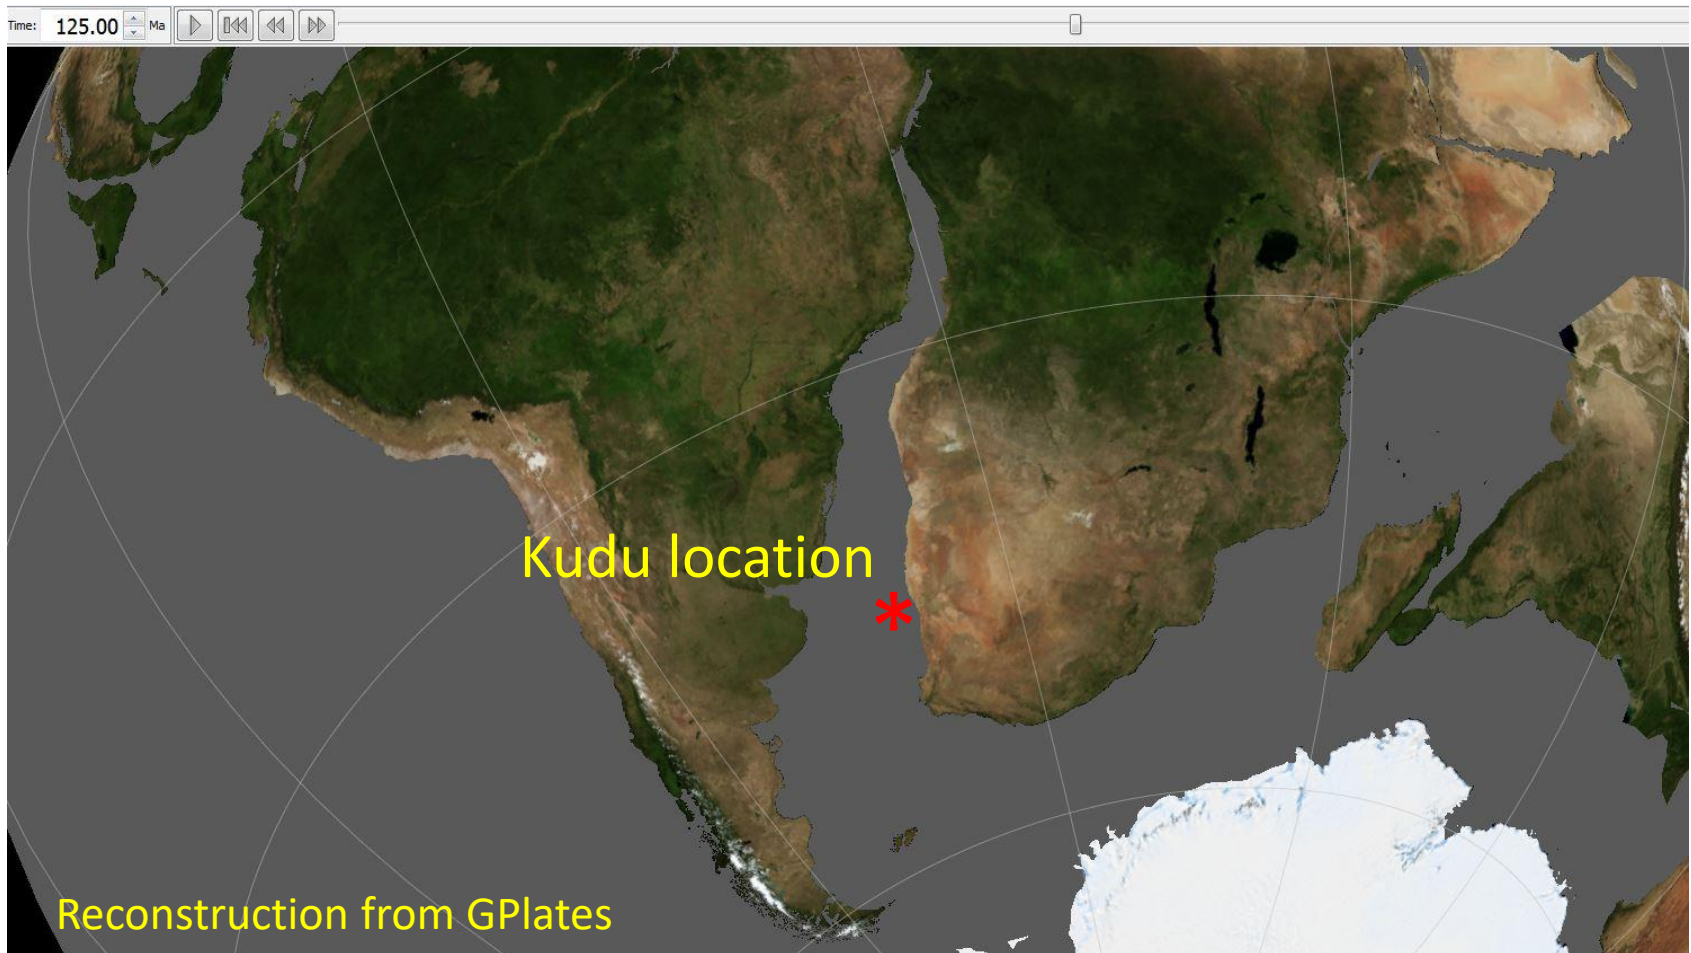 Time: 125.00 Ma
Kudu location
*
Reconstruction from GPlates